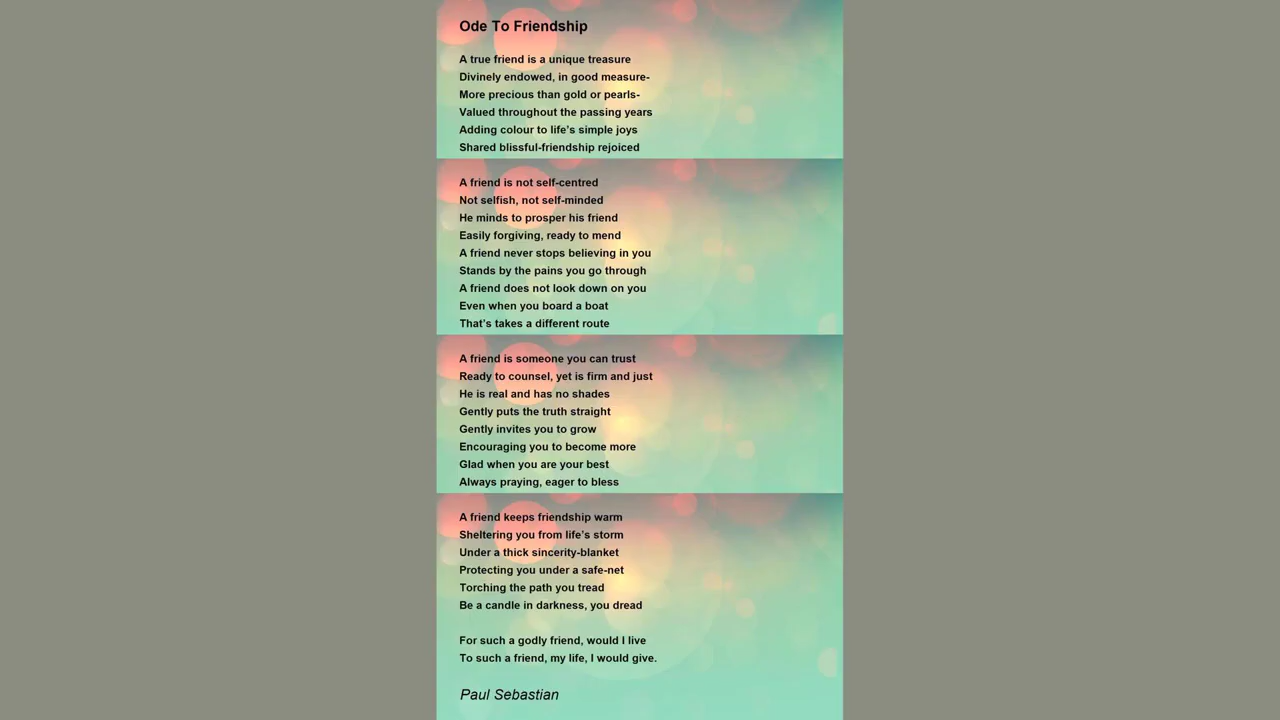 Ode To Friendship
A true friend is a unique treasure
Divinely endowed, in good measure-
More precious than gold or pearls-
Valued throughout the passing years
Adding colour to life's simple joys
Shared blissful-friendship rejoiced
A friend is not self-centred
Not selfish, not self-minded
He minds to prosper his friend
Easily forgiving, ready to mend
A friend never stops believing in you
Stands by the pains you go through
A friend does not look down on you
Even when you board a boat
That's takes a different route
A friend is someone you can trust
Ready to counsel, yet is firm and just
He is real and has no shades
Gently puts the truth straight
Gently invites you to grow
Encouraging you to become more
Glad when you are your best
Always praying, eager to bless
A friend keeps friendship warm
Sheltering you from life's storm
Under a thick sincerity-blanket
Protecting you under a safe-net
Torching the path you tread
Be a candle in darkness, you dread
For such a godly friend, would I live
To such a friend, my life, I would give.
Paul Sebastian